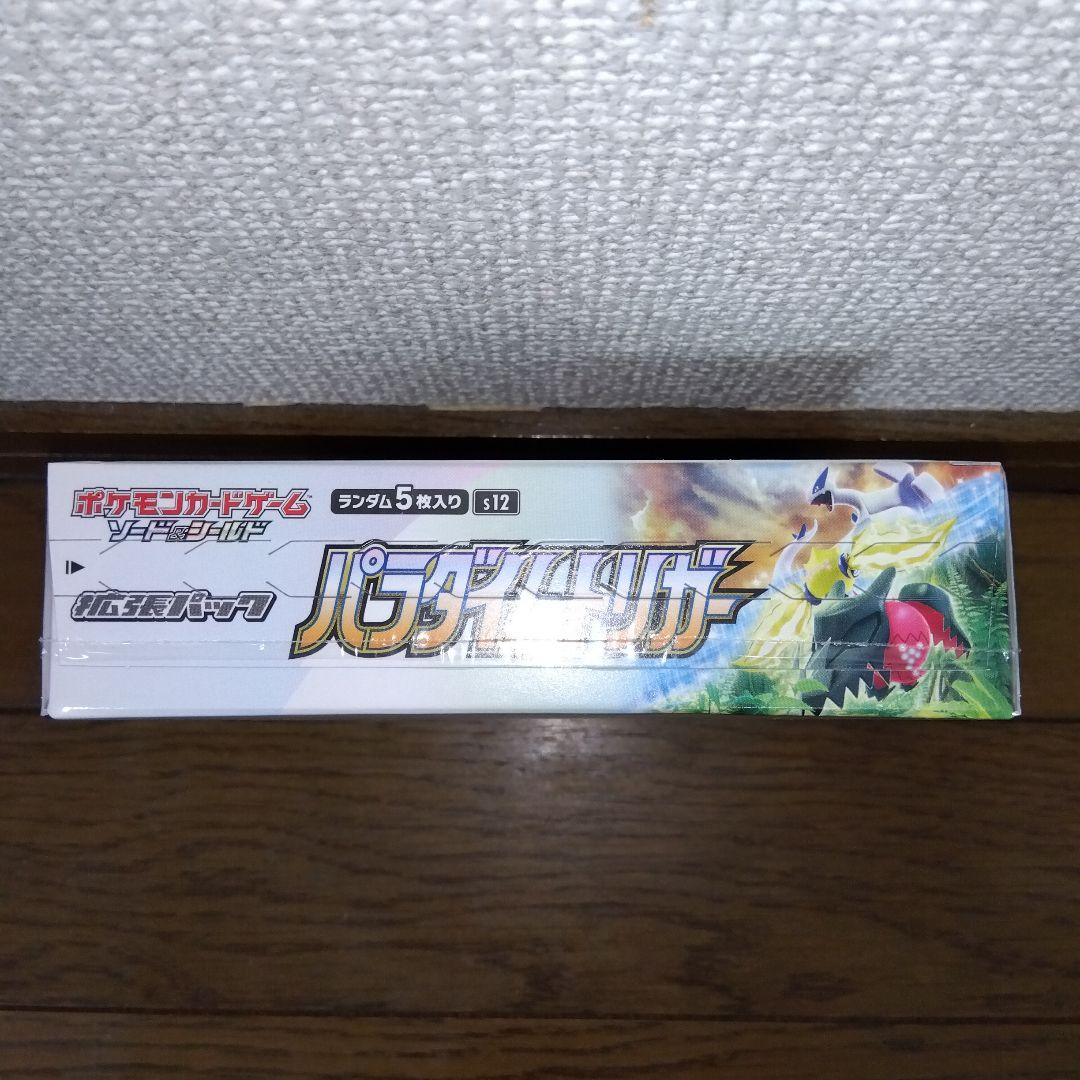 ポケモンカードゲーム™
ソード&シールド
ランダム5枚入り s12
拡張パック
パラダイムトリガー